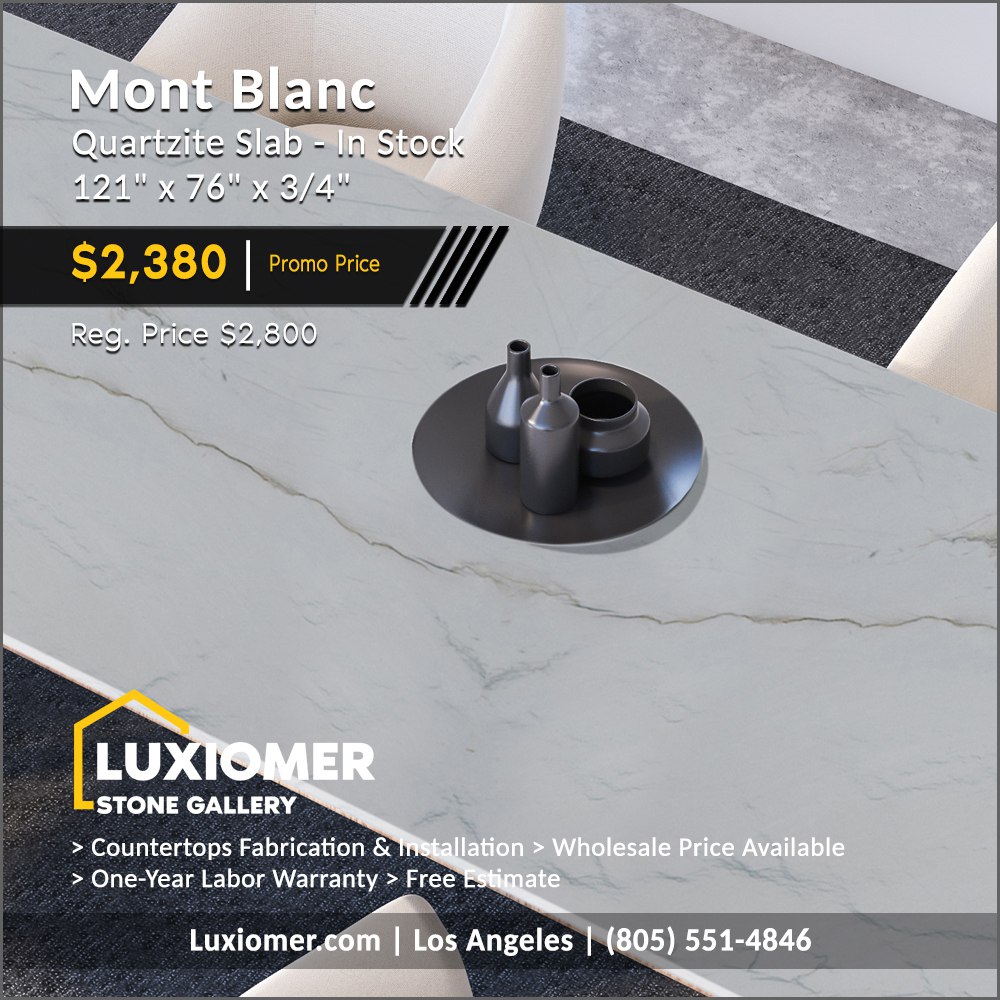 Mont Blanc
Quartzite Slab - In Stock
121" x 76" x 3/4"
$2,380 | Promo Price
Reg. Price $2,800
LUXIOMER
STONE GALLERY
> Countertops Fabrication & Installation > Wholesale Price Available
> One-Year Labor Warranty > Free Estimate
Luxiomer.com | Los Angeles | (805) 551-4846